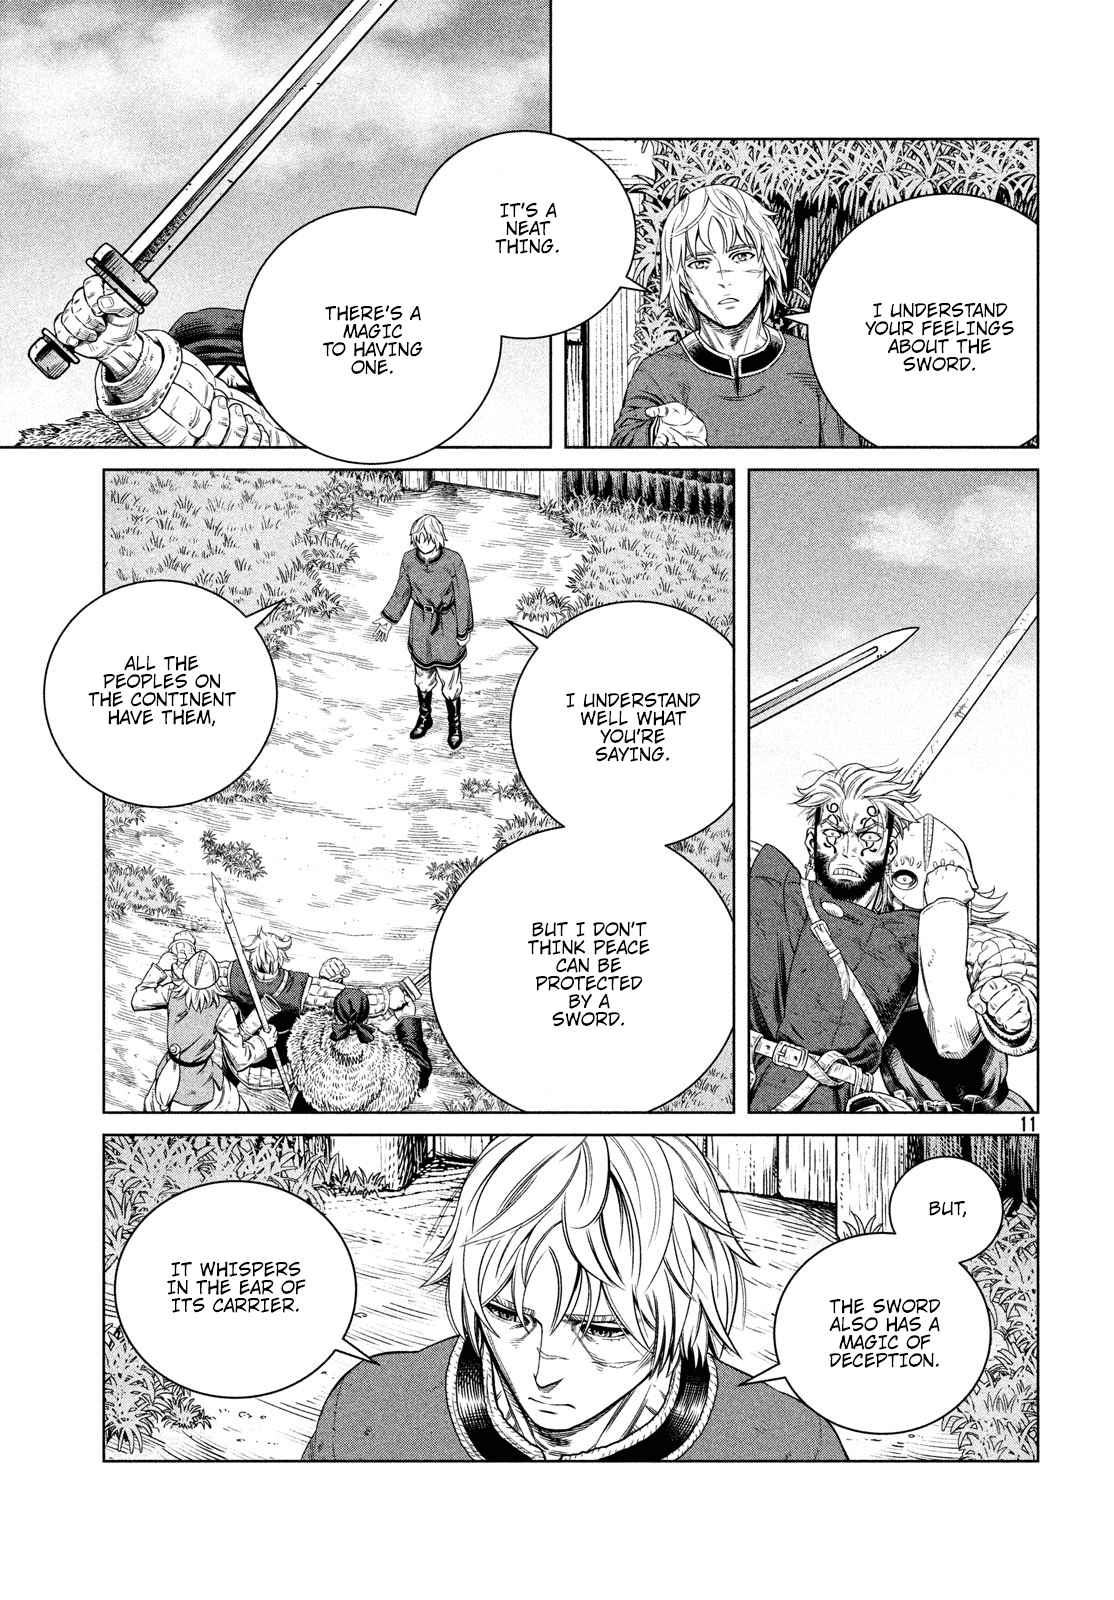 I UNDERSTAND
YOUR FEELINGS
ABOUT THE
SWORD.
IT'S A
NEAT
THING.
THERE'S A
MAGIC
TO HAVING
ONE.
I UNDERSTAND
WELL WHAT
YOU'RE
SAYING.
BUT I DON'T
THINK PEACE
CAN BE
PROTECTED
BY A
SWORD.
ALL THE
PEOPLES ON
THE CONTINENT
HAVE THEM,
11
BUT,
THE SWORD
ALSO HAS A
MAGIC OF
DECEPTION.
IT WHISPERS
IN THE EAR OF
ITS CARRIER.